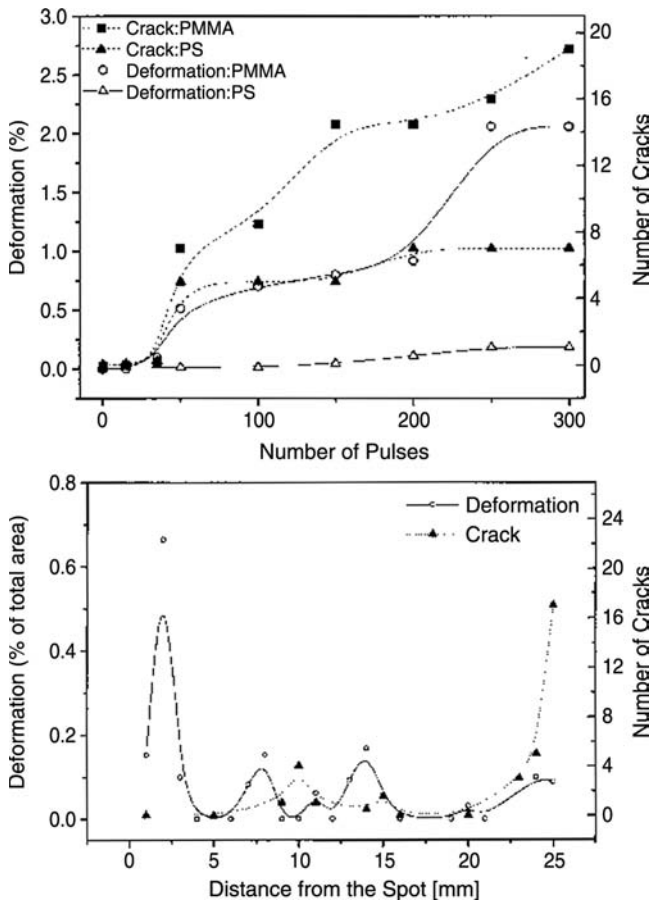 3.0
2.5
2.0
1.5
1.0
0.5
0.0
Deformation (%)
Crack:PMMA
Crack:PS
Deformation:PMMA
Deformation:PS
20
16
12
8
4
0
Number of Cracks
0
100
200
300
Number of Pulses
0.8
0.6
0.4
0.2
0.0
Deformation (% of total area)
Deformation
Crack
24
20
16
12
8
4
0
Number of Cracks
0
5
10
15
20
25
Distance from the Spot [mm]